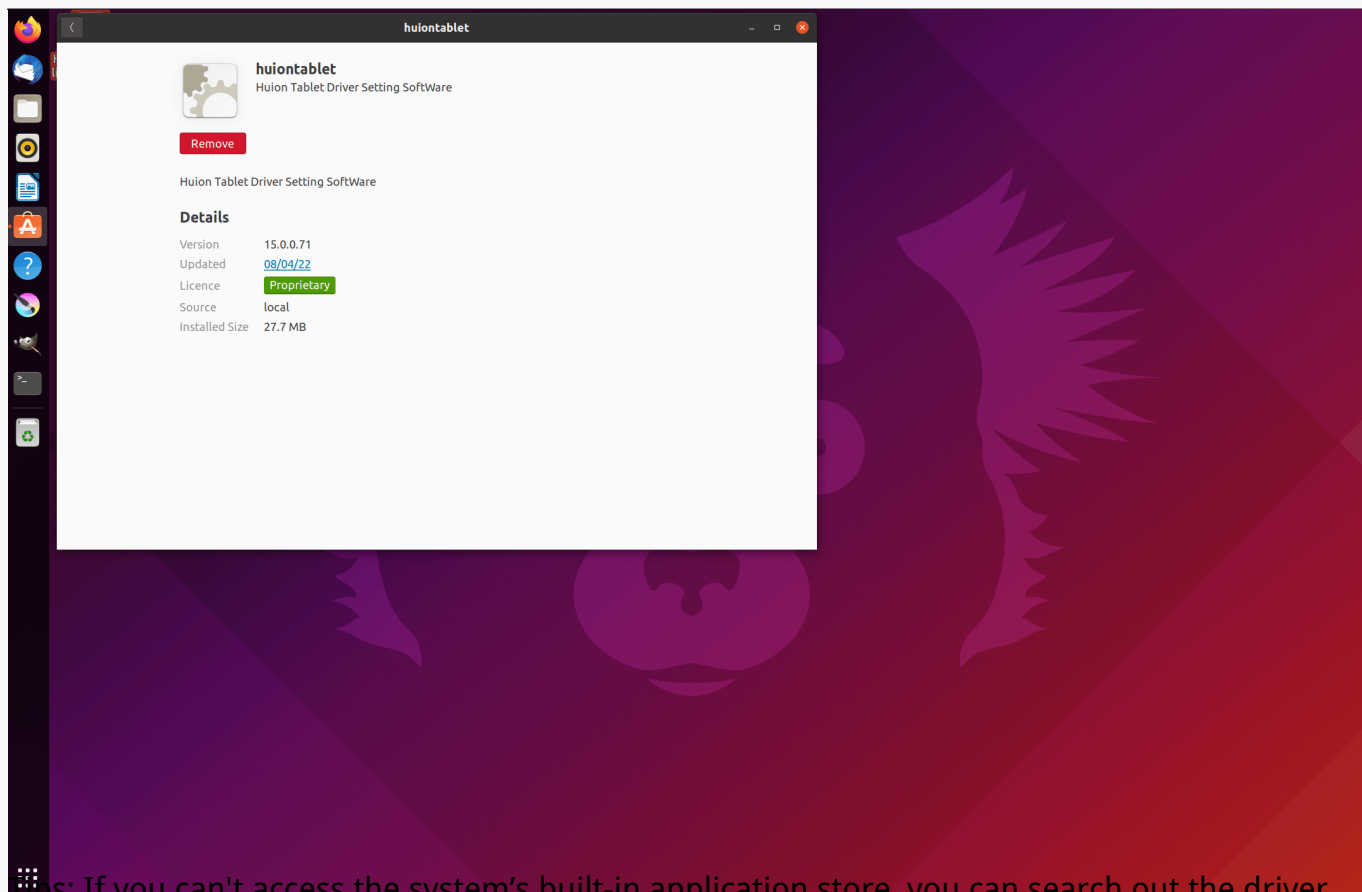 huiontablet
huiontablet
Huion Tablet Driver Setting SoftWare
Remove
Huion Tablet Driver Setting SoftWare
Details
Version 15.0.0.71
Updated 08/04/22
Licence Proprietary
Source local
Installed Size 27.7 MB
If you can't access the system’s built-in application store, you can search out the driver